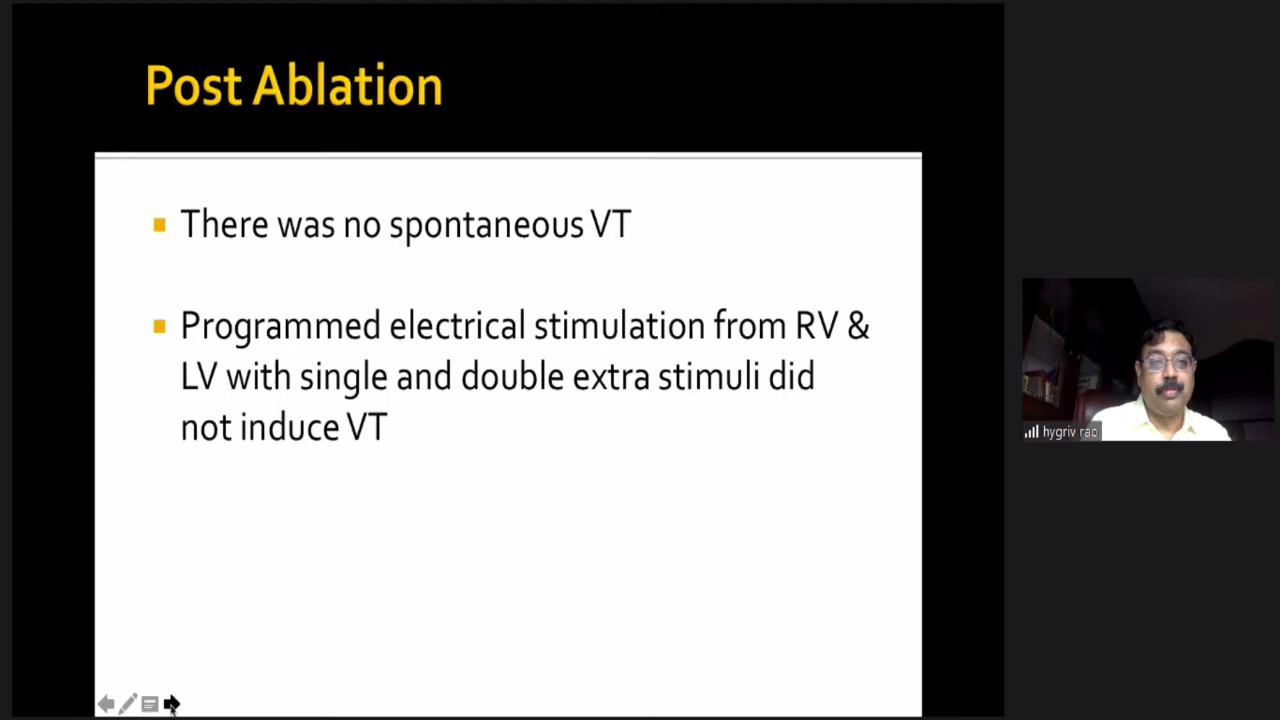 Post Ablation
There was no spontaneous VT
Programmed electrical stimulation from RV &
LV with single and double extra stimuli did
not induce VT
hygriv rao